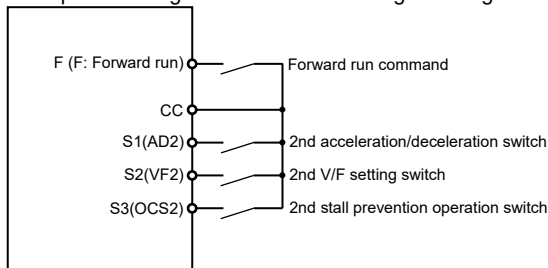 F (F: Forward run) Forward run command
CC
S1(AD2) 2nd acceleration/deceleration switch
S2(VF2) 2nd V/F setting switch
S3(OCS2) 2nd stall prevention operation switch